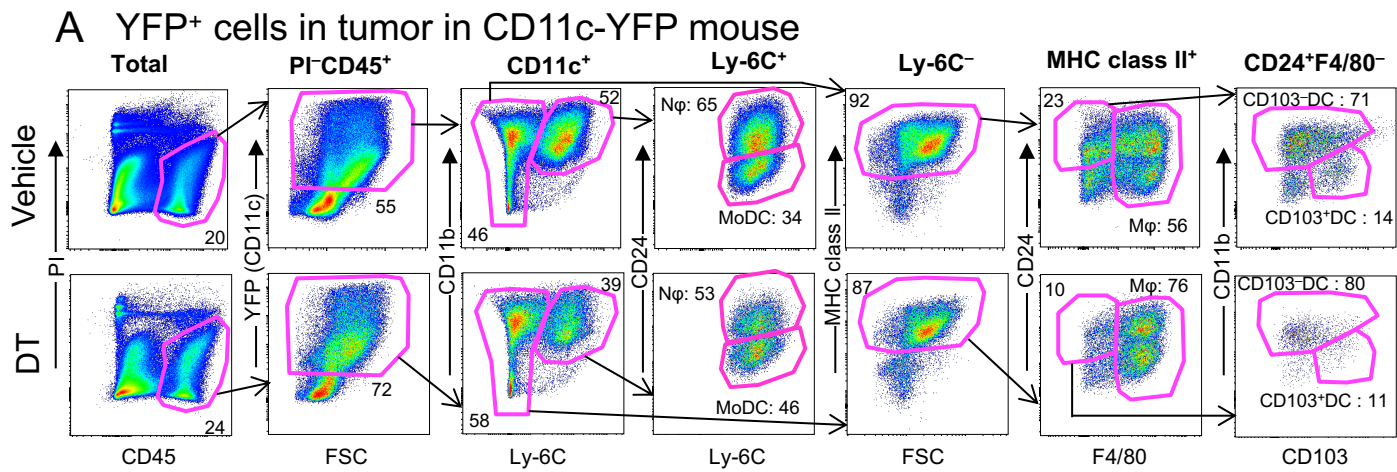 A YFP⁺ cells in tumor in CD11c-YFP mouse
Total
PI⁻CD45⁺
CD11c⁺
Ly-6C⁺
Ly-6C⁻
MHC class II⁺
CD24⁺F4/80⁻
Vehicle
PI
20
YFP (CD11c)
55
CD11b
52
46
CD24
Nφ: 65
MoDC: 34
MHC class II
92
CD24
23
Mφ: 56
CD11b
CD103⁻DC : 71
CD103⁺DC : 14
DT
24
72
39
58
Nφ: 53
MoDC: 46
87
10
Mφ: 76
CD103⁻DC : 80
CD103⁺DC : 11
CD45
FSC
Ly-6C
Ly-6C
FSC
F4/80
CD103